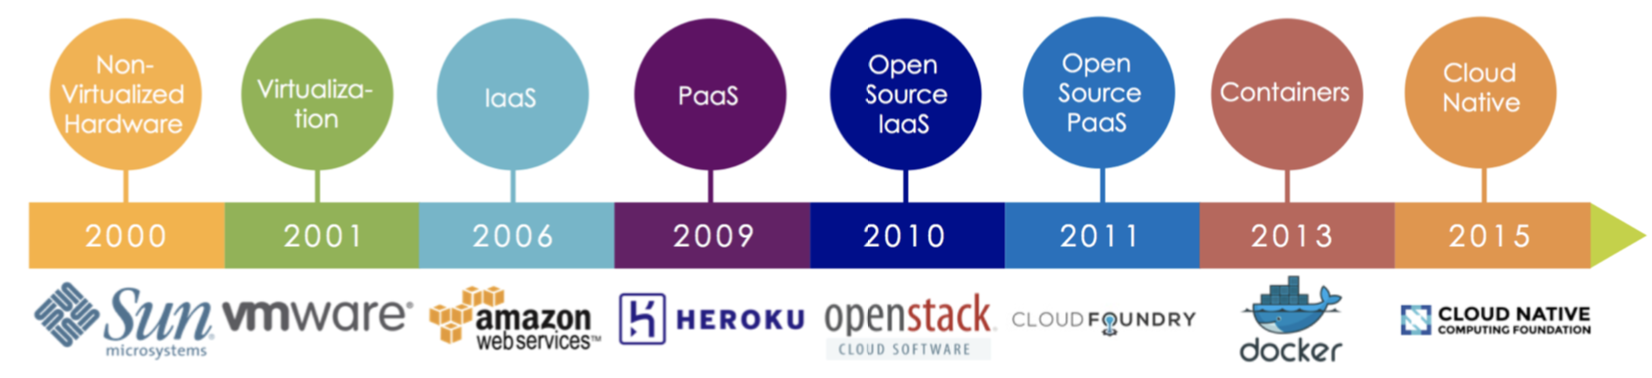 Non-
Virtualized
Hardware
Virtualiza-
tion
IaaS
PaaS
Open
Source
IaaS
Open
Source
PaaS
Containers
Cloud
Native
2000
2001
2006
2009
2010
2011
2013
2015
Sun
microsystems
vmware®
amazon
webservices™
HEROKU
openstack
CLOUD SOFTWARE
CLOUD FOUNDRY
docker
CLOUD NATIVE
COMPUTING FOUNDATION